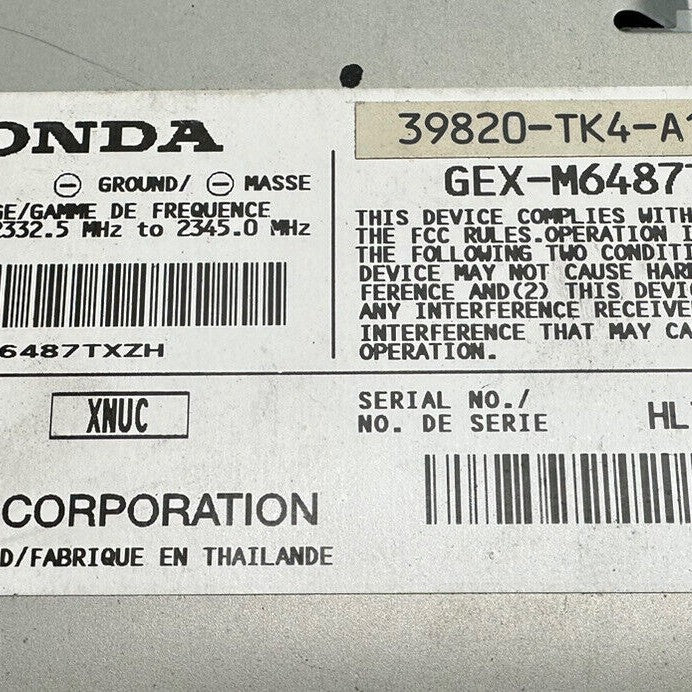 ONDA
39820-TK4-A1
⊖ GROUND/ ⊖ MASSE
GE/GAMME DE FREQUENCE
2332.5 MHz to 2345.0 MHz
6487TXZH
GEX-M6487T
THIS DEVICE COMPLIES WITH
THE FCC RULES.OPERATION I
THE FOLLOWING TWO CONDITI
DEVICE MAY NOT CAUSE HARM
FERENCE AND(2) THIS DEVIC
ANY INTERFERENCE RECEIVE
INTERFERENCE THAT MAY CA
OPERATION.
XNUC
SERIAL NO./
NO. DE SERIE
HL
CORPORATION
D/FABRIQUE EN THAILANDE